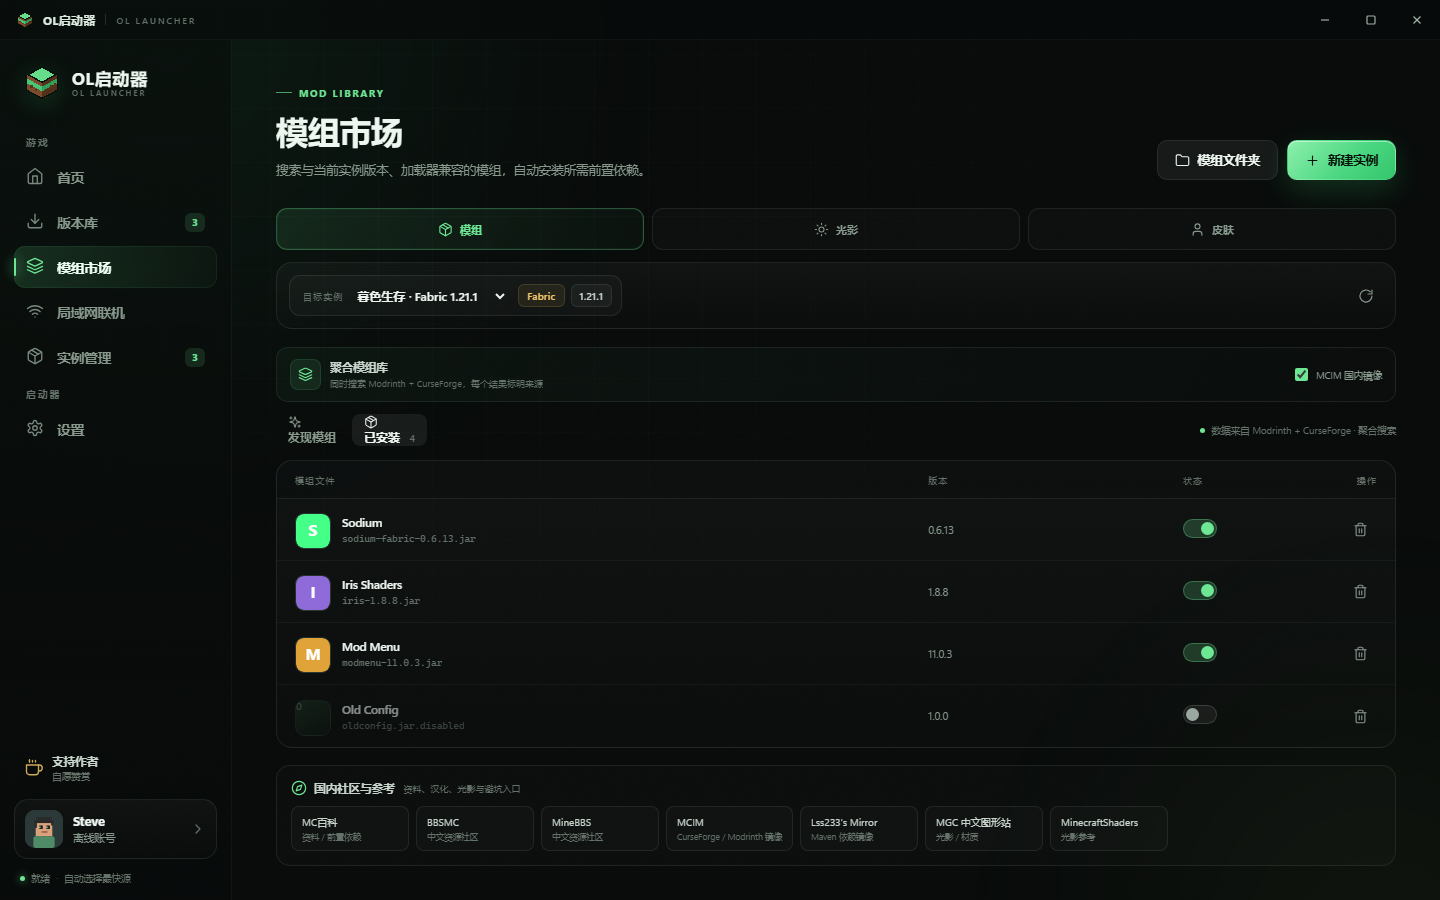 OL启动器 OL LAUNCHER
OL启动器
OL LAUNCHER
游戏
首页
版本库 3
模组市场
局域网联机
实例管理 3
启动器
设置
支持作者
自愿赞赏
Steve
离线账号
就绪 · 自动选择最快源
MOD LIBRARY
模组市场
搜索与当前实例版本、加载器兼容的模组，自动安装所需前置依赖。
模组文件夹
新建实例
模组
光影
皮肤
目标实例 暮色生存 · Fabric 1.21.1 Fabric 1.21.1
聚合模组库
同时搜索 Modrinth + CurseForge，每个结果标明来源
MCIM 国内镜像
发现模组
已安装 4
数据来自 Modrinth + CurseForge · 聚合搜索
模组文件 版本 状态 操作
S Sodium 0.6.13
sodium-fabric-0.6.13.jar
I Iris Shaders 1.8.8
iris-1.8.8.jar
M Mod Menu 11.0.3
modmenu-11.0.3.jar
Old Config 1.0.0
oldconfig.jar.disabled
国内社区与参考 资料、汉化、光影与避坑入口
MC百科
资料 / 前置依赖
BBSMC
中文资源社区
MineBBS
中文资源社区
MCIM
CurseForge / Modrinth 镜像
Lss233's Mirror
Maven 依赖镜像
MGC 中文图形站
光影 / 材质
MinecraftShaders
光影参考